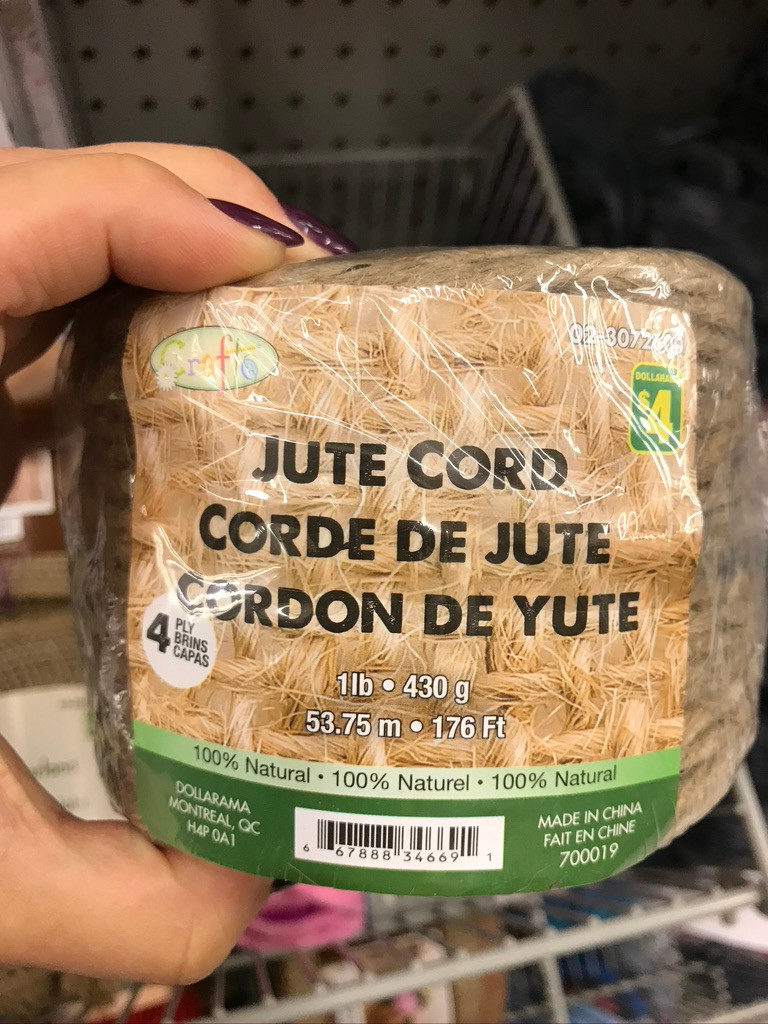 Crafts
DOLLARAMA
$4
JUTE CORD
CORDE DE JUTE
CORDON DE YUTE
4 PLY
BRINS
CAPAS
1lb • 430 g
53.75 m • 176 Ft
100% Natural • 100% Naturel • 100% Natural
DOLLARAMA
MONTREAL, QC
H4P 0A1
6 67888 34669 1
MADE IN CHINA
FAIT EN CHINE
700019